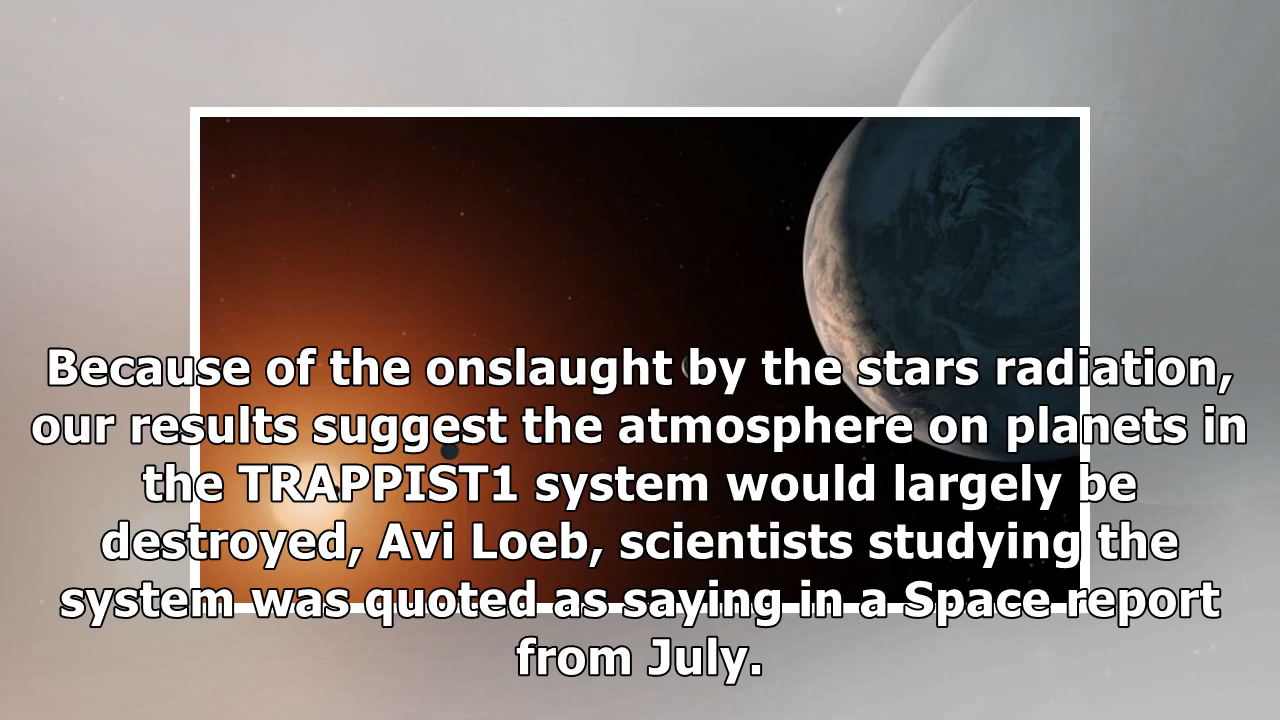 Because of the onslaught by the stars radiation,
our results suggest the atmosphere on planets in
the TRAPPIST1 system would largely be
destroyed, Avi Loeb, scientists studying the
system was quoted as saying in a Space report
from July.